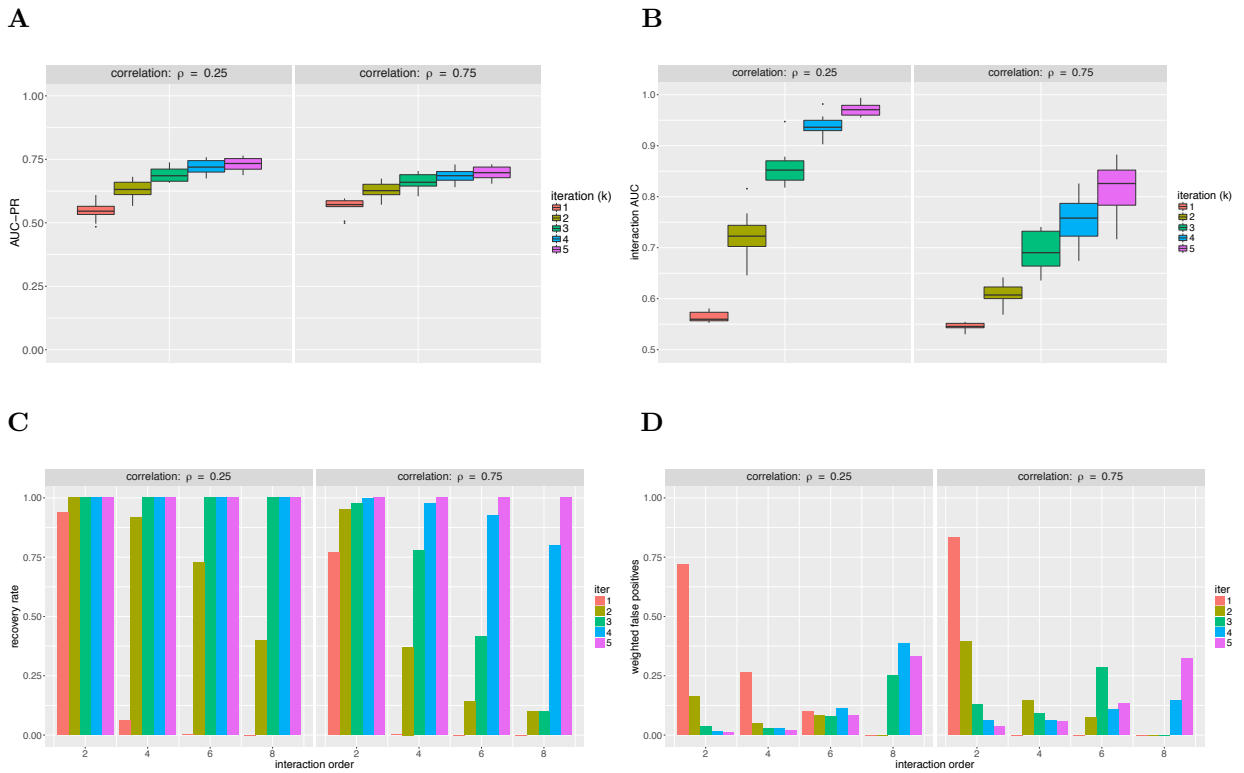 A
correlation: ρ = 0.25
correlation: ρ = 0.75
1.00
0.75
0.50
0.25
0.00
AUC−PR
iteration (k)
1
2
3
4
5
B
correlation: ρ = 0.25
correlation: ρ = 0.75
1.0
0.9
0.8
0.7
0.6
0.5
interaction AUC
iteration (k)
1
2
3
4
5
C
correlation: ρ = 0.25
correlation: ρ = 0.75
1.00
0.75
0.50
0.25
0.00
recovery rate
2 4 6 8 2 4 6 8
interaction order
iter
1
2
3
4
5
D
correlation: ρ = 0.25
correlation: ρ = 0.75
1.00
0.75
0.50
0.25
0.00
weighted false positives
2 4 6 8 2 4 6 8
interaction order
iter
1
2
3
4
5